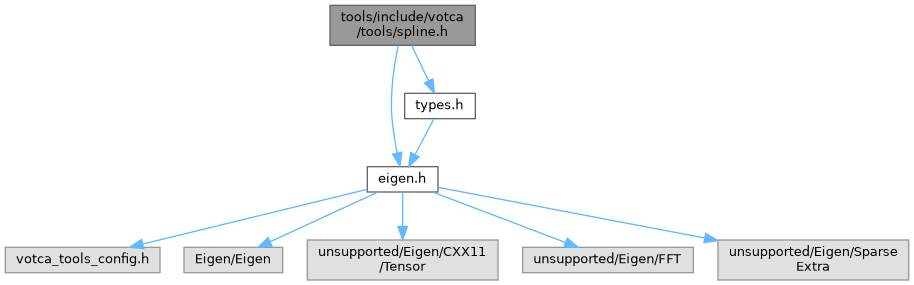 tools/include/votca
/tools/spline.h
types.h
eigen.h
votca_tools_config.h
Eigen/Eigen
unsupported/Eigen/CXX11
/Tensor
unsupported/Eigen/FFT
unsupported/Eigen/Sparse
Extra